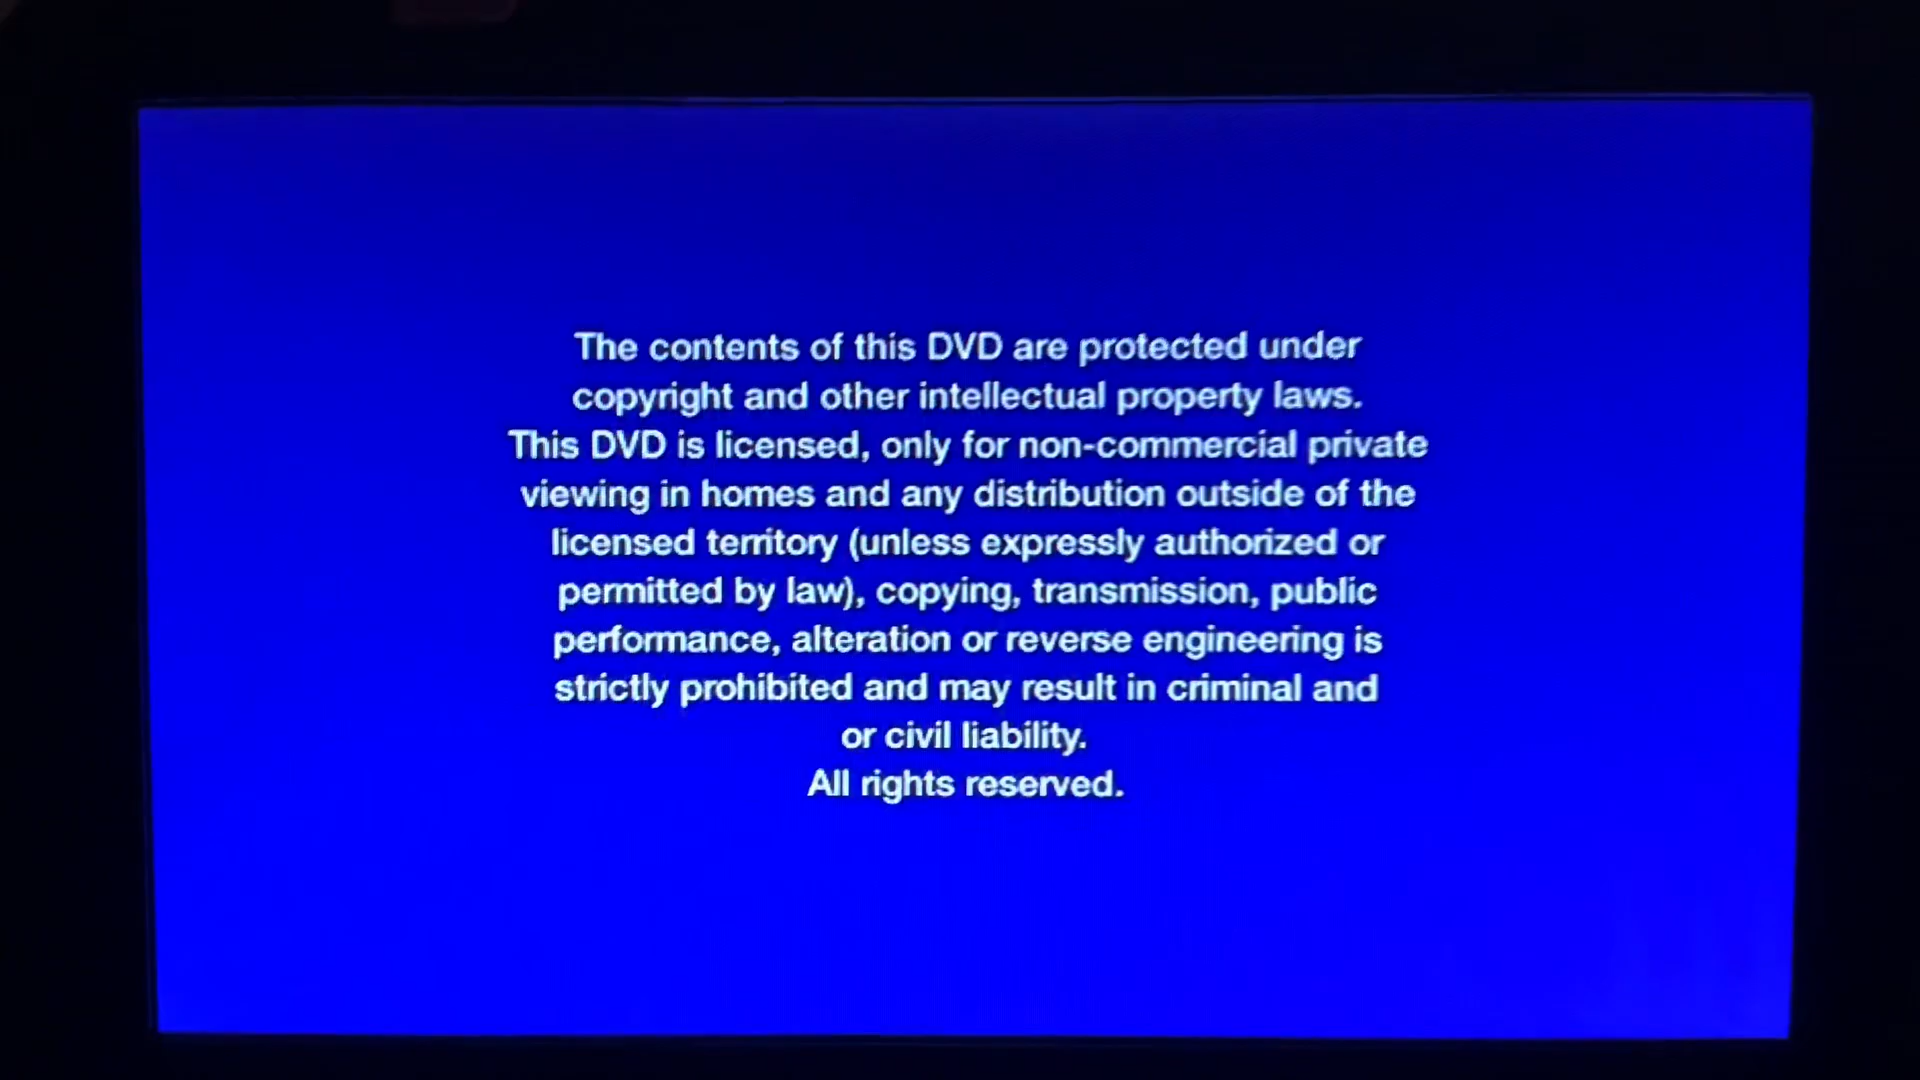 The contents of this DVD are protected under
copyright and other intellectual property laws.
This DVD is licensed, only for non-commercial private
viewing in homes and any distribution outside of the
licensed territory (unless expressly authorized or
permitted by law), copying, transmission, public
performance, alteration or reverse engineering is
strictly prohibited and may result in criminal and
or civil liability.
All rights reserved.